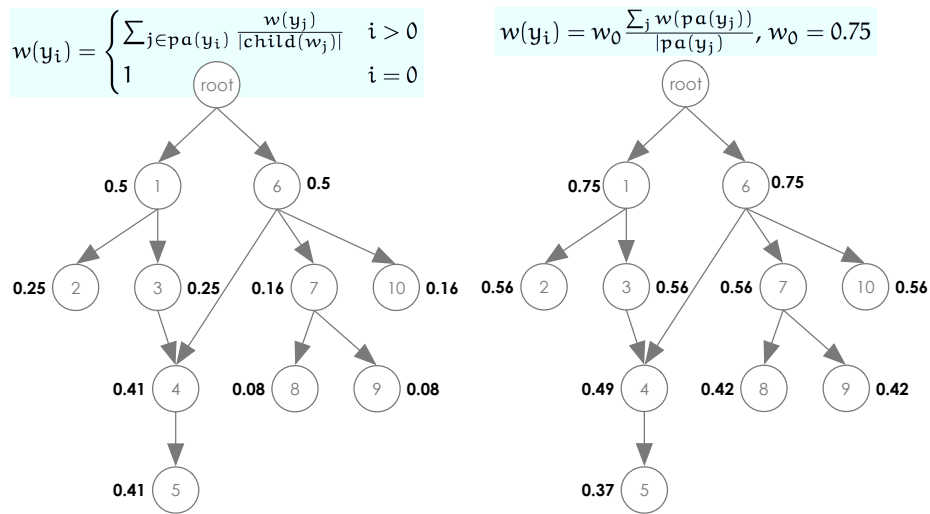 w(y_i) = { ∑_{j∈pa(y_i)} w(y_j) / |child(w_j)|   i > 0
1   i = 0
root
0.5 1 6 0.5
0.25 2 3 0.25 0.16 7 10 0.16
0.41 4 0.08 8 9 0.08
0.41 5
w(y_i) = w_0 ∑_j w(pa(y_j)) / |pa(y_j), w_0 = 0.75
root
0.75 1 6 0.75
0.56 2 3 0.56 0.56 7 10 0.56
0.49 4 0.42 8 9 0.42
0.37 5